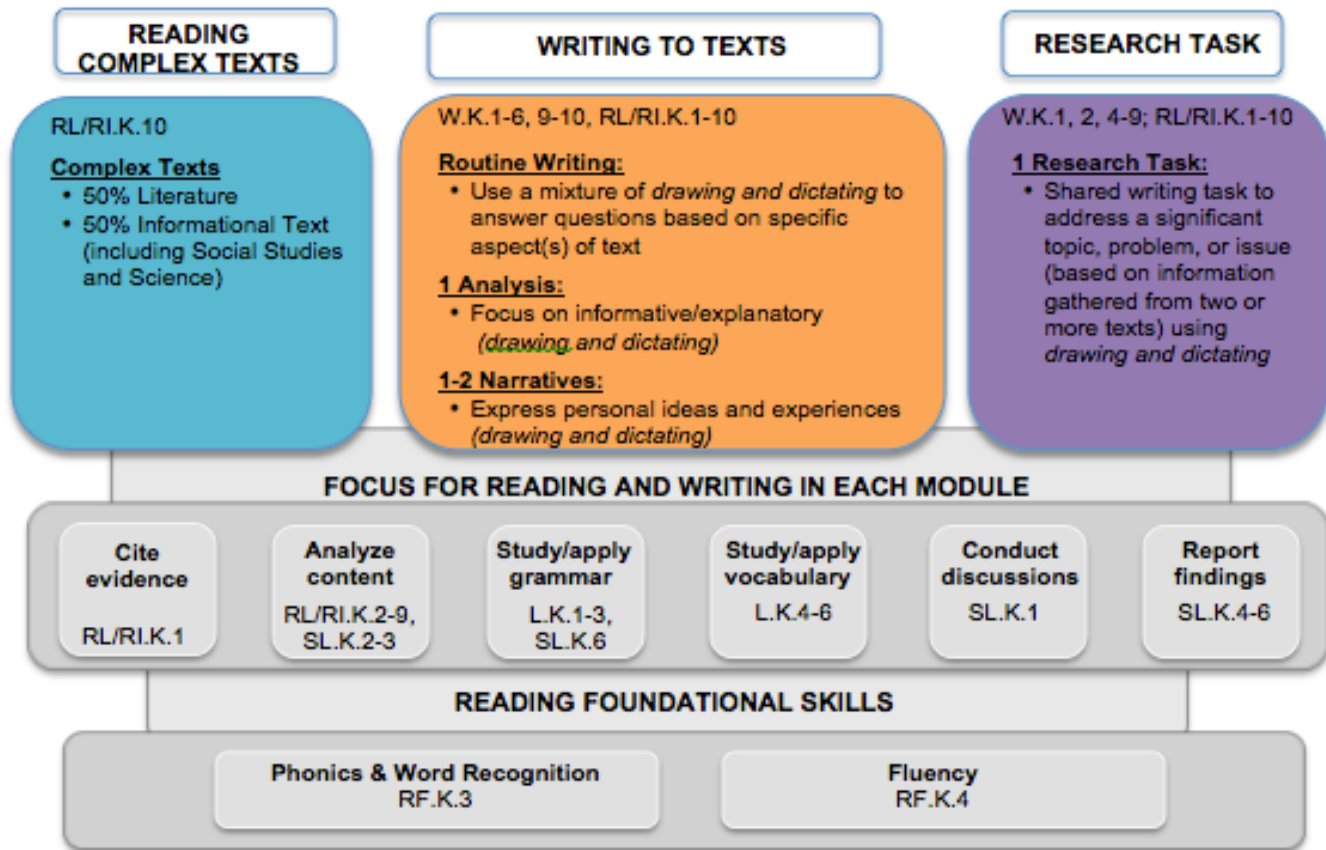 READING
COMPLEX TEXTS
WRITING TO TEXTS
RESEARCH TASK
RL/RI.K.10
Complex Texts
• 50% Literature
• 50% Informational Text
(including Social Studies
and Science)
W.K.1-6, 9-10, RL/RI.K.1-10
Routine Writing:
• Use a mixture of drawing and dictating to
answer questions based on specific
aspect(s) of text
1 Analysis:
• Focus on informative/explanatory
(drawing and dictating)
1-2 Narratives:
• Express personal ideas and experiences
(drawing and dictating)
W.K.1, 2, 4-9; RL/RI.K.1-10
1 Research Task:
• Shared writing task to
address a significant
topic, problem, or issue
(based on information
gathered from two or
more texts) using
drawing and dictating
FOCUS FOR READING AND WRITING IN EACH MODULE
Cite
evidence
RL/RI.K.1
Analyze
content
RL/RI.K.2-9,
SL.K.2-3
Study/apply
grammar
L.K.1-3,
SL.K.6
Study/apply
vocabulary
L.K.4-6
Conduct
discussions
SL.K.1
Report
findings
SL.K.4-6
READING FOUNDATIONAL SKILLS
Phonics & Word Recognition
RF.K.3
Fluency
RF.K.4